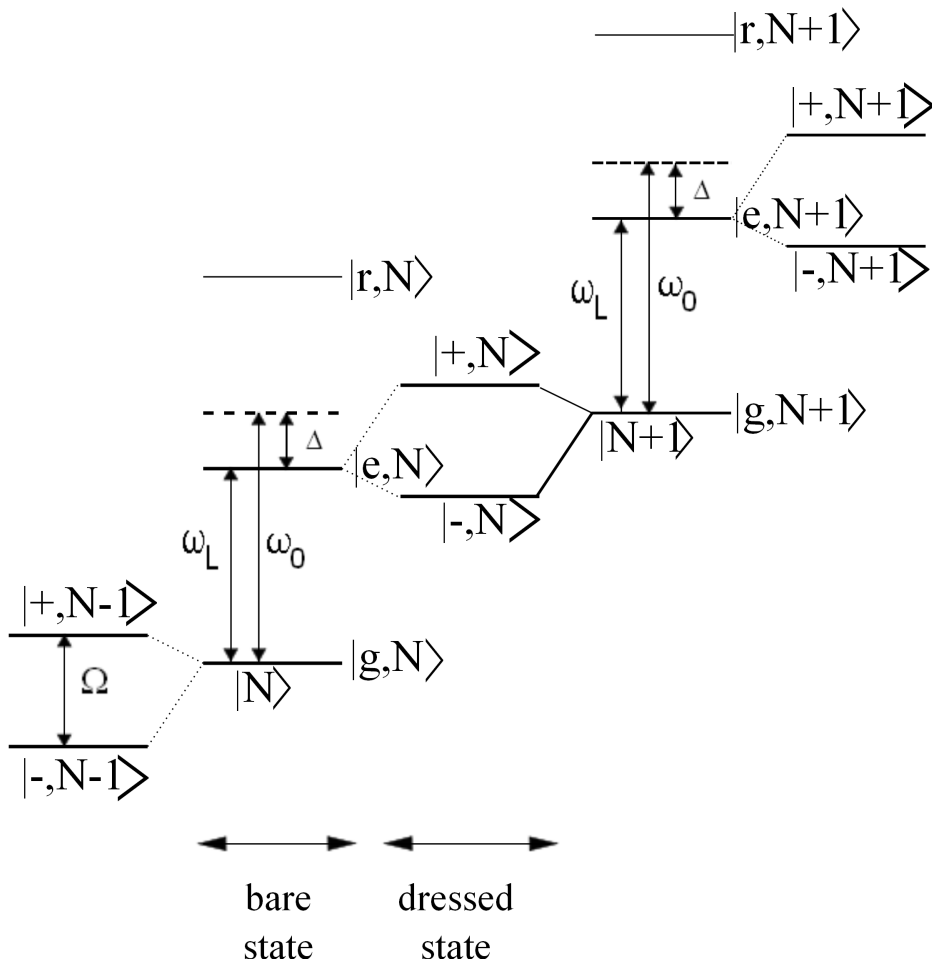 |r,N+1⟩
|+,N+1⟩
Δ
|e,N+1⟩
|-,N+1⟩
|r,N⟩
ω_L
ω_0
|+,N⟩
|g,N+1⟩
|N+1⟩
Δ
|e,N⟩
|-,N⟩
ω_L
ω_0
|+,N-1⟩
|g,N⟩
Ω
|N⟩
|-,N-1⟩
bare
state
dressed
state